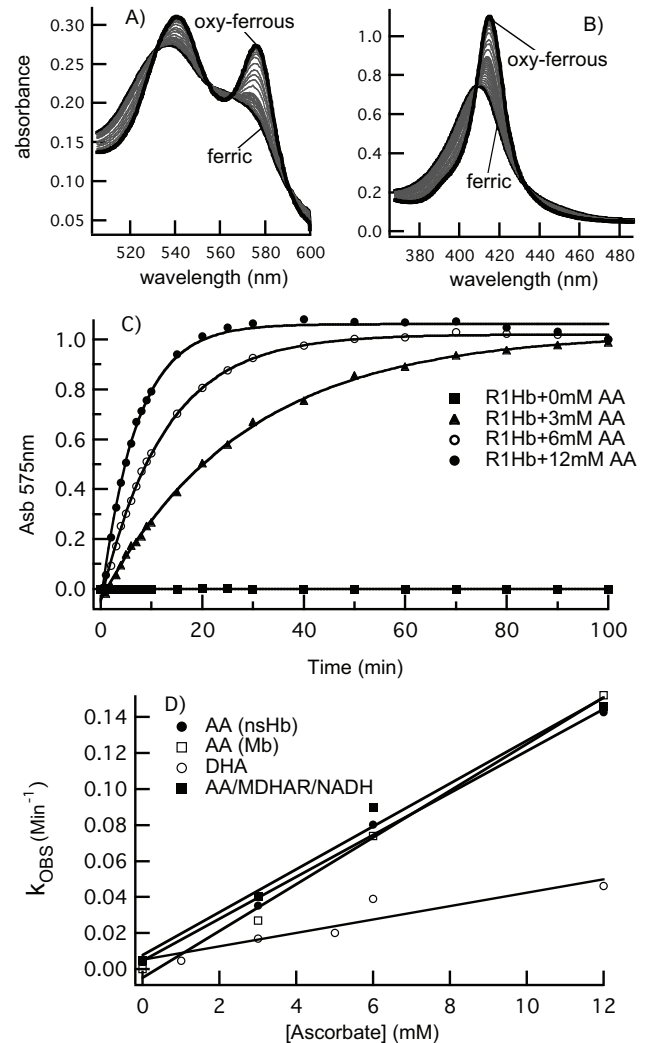 A)
oxy-ferrous
ferric
absorbance
0.30
0.25
0.20
0.15
0.10
0.05
520
540
560
580
600
wavelength (nm)
B)
oxy-ferrous
ferric
1.0
0.8
0.6
0.4
0.2
0.0
380
400
420
440
460
480
wavelength (nm)
C)
Asb 575nm
1.0
0.8
0.6
0.4
0.2
0.0
R1Hb+0mM AA
R1Hb+3mM AA
R1Hb+6mM AA
R1Hb+12mM AA
0
20
40
60
80
100
Time (min)
D)
AA (nsHb)
AA (Mb)
DHA
AA/MDHAR/NADH
kOBS (Min-1)
0.14
0.12
0.10
0.08
0.06
0.04
0.02
0.00
0
2
4
6
8
10
12
[Ascorbate] (mM)